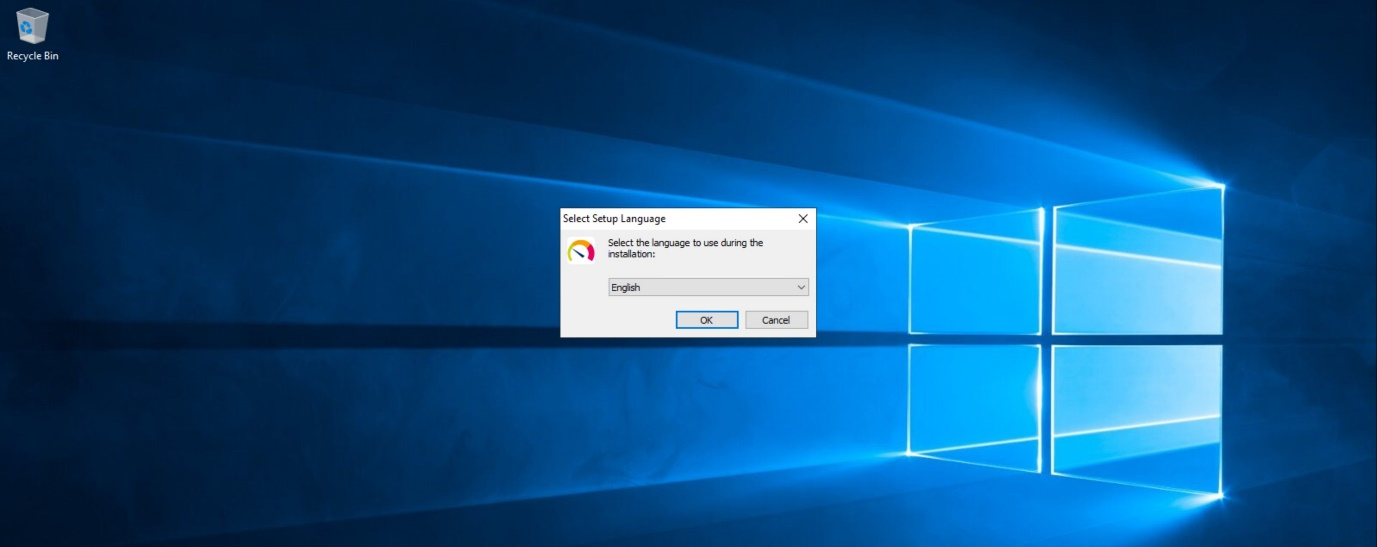 Recycle Bin
Select Setup Language
Select the language to use during the
installation:
English
OK
Cancel